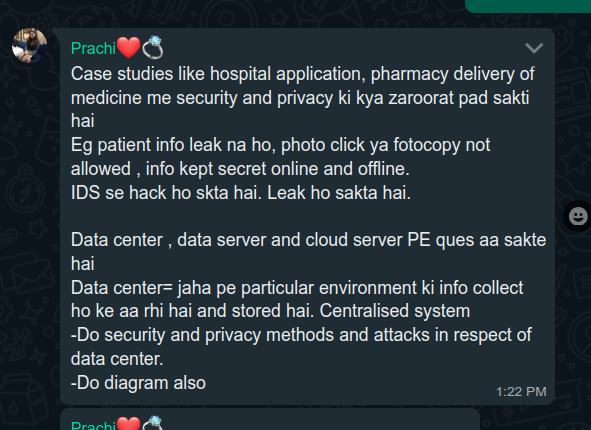 Prachi❤️💍
Case studies like hospital application, pharmacy delivery of
medicine me security and privacy ki kya zaroorat pad sakti
hai
Eg patient info leak na ho, photo click ya fotocopy not
allowed , info kept secret online and offline.
IDS se hack ho skta hai. Leak ho sakta hai.
Data center , data server and cloud server PE ques aa sakte
hai
Data center= jaha pe particular environment ki info collect
ho ke aa rhi hai and stored hai. Centralised system
-Do security and privacy methods and attacks in respect of
data center.
-Do diagram also
1:22 PM
Prachi❤️💍